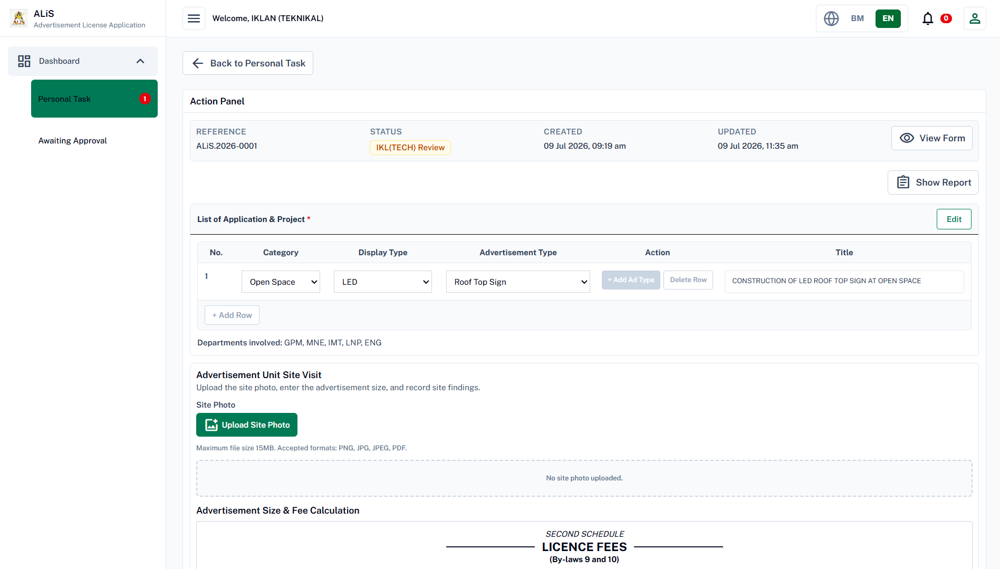 ALiS
Advertisement License Application
Welcome, IKLAN (TEKNIKAL)
BM
EN
0
Dashboard
Personal Task
1
Awaiting Approval
Back to Personal Task
Action Panel
REFERENCE
ALiS.2026-0001
STATUS
IKL(TECH) Review
CREATED
09 Jul 2026, 09:19 am
UPDATED
09 Jul 2026, 11:35 am
View Form
Show Report
List of Application & Project *
Edit
No.
Category
Display Type
Advertisement Type
Action
Title
1
Open Space
LED
Roof Top Sign
+ Add Ad Type
Delete Row
CONSTRUCTION OF LED ROOF TOP SIGN AT OPEN SPACE
+ Add Row
Departments involved: GPM, MNE, IMT, LNP, ENG
Advertisement Unit Site Visit
Upload the site photo, enter the advertisement size, and record site findings.
Site Photo
Upload Site Photo
Maximum file size 15MB. Accepted formats: PNG, JPG, JPEG, PDF.
No site photo uploaded.
Advertisement Size & Fee Calculation
SECOND SCHEDULE
LICENCE FEES
(By-laws 9 and 10)